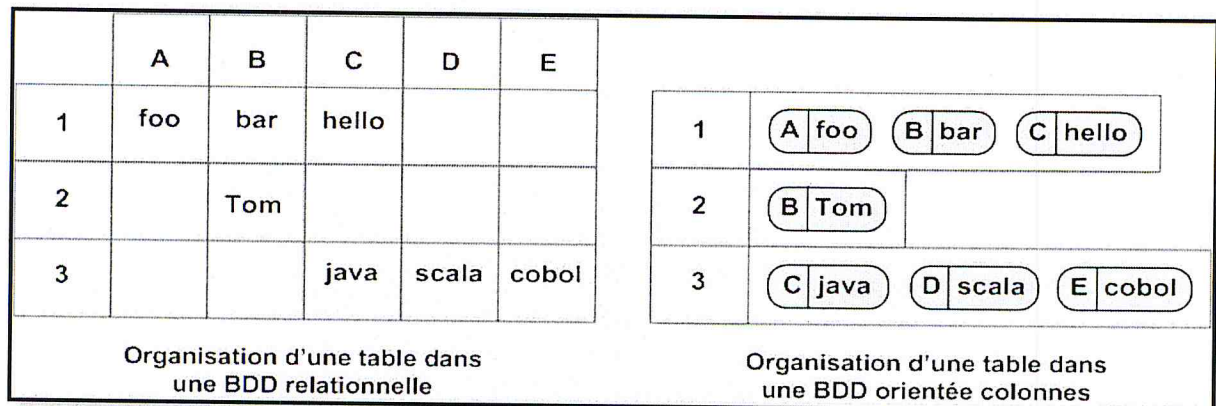 A B C D E
1 foo bar hello
2 Tom
3 java scala cobol
Organisation d'une table dans
une BDD relationnelle
1 A foo B bar C hello
2 B Tom
3 C java D scala E cobol
Organisation d'une table dans
une BDD orientée colonnes